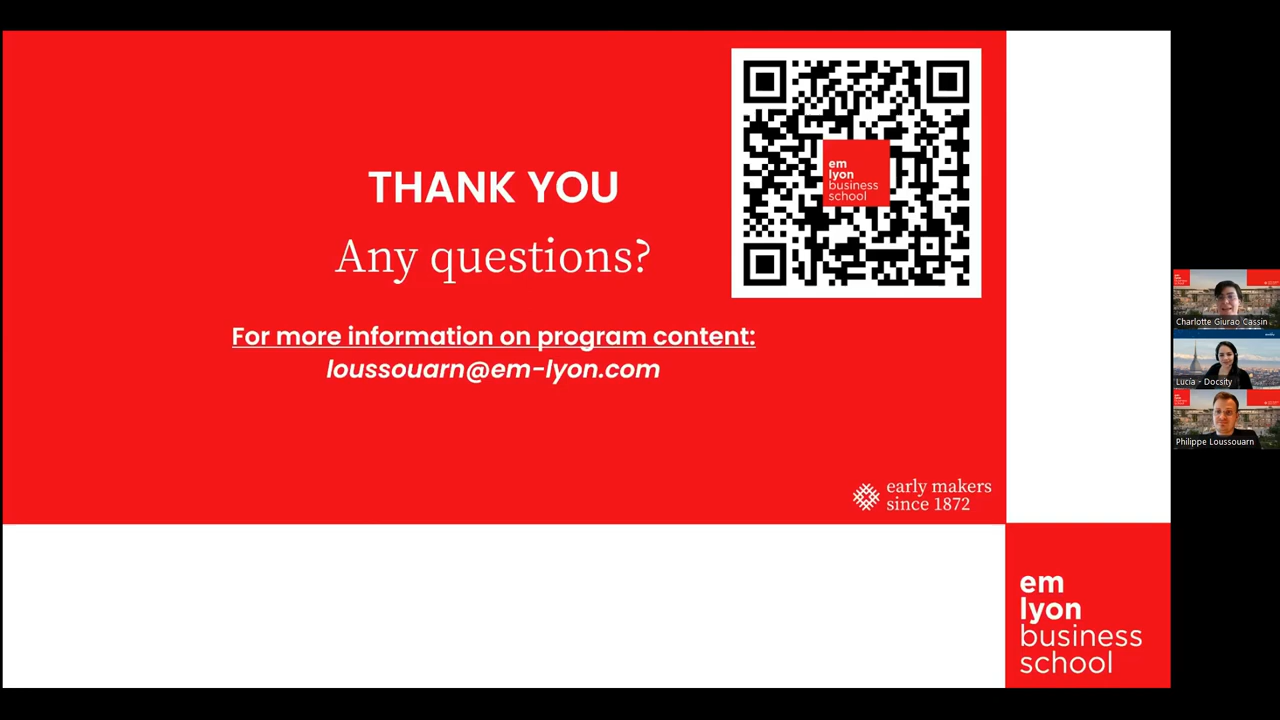 THANK YOU
Any questions?
For more information on program content:
loussouarn@em-lyon.com
em
lyon
business
school
early makers
since 1872
em
lyon
business
school
Charlotte Giurao Cassin
Lucía - Docsity
Philippe Loussouarn